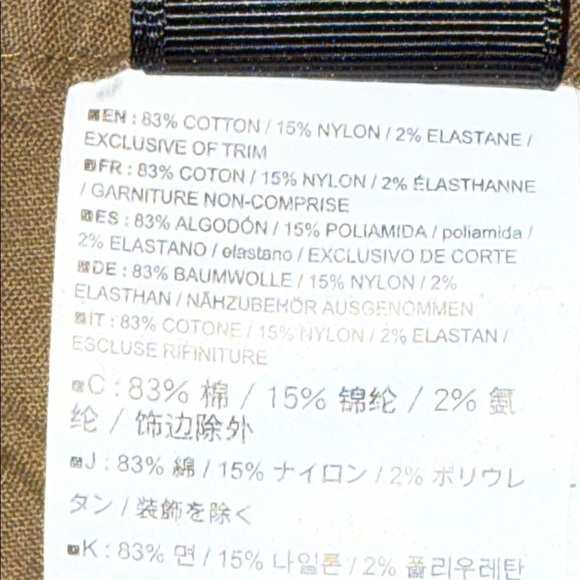 EN : 83% COTTON / 15% NYLON / 2% ELASTANE /
EXCLUSIVE OF TRIM
FR : 83% COTON / 15% NYLON / 2% ÉLASTHANNE
/ GARNITURE NON-COMPRISE
ES : 83% ALGODÓN / 15% POLIAMIDA / poliamida /
2% ELASTANO / elastano / EXCLUSIVO DE CORTE
DE : 83% BAUMWOLLE / 15% NYLON / 2%
ELASTHAN / NÄHZUBEHÖR AUSGENOMMEN
IT : 83% COTONE / 15% NYLON / 2% ELASTAN /
ESCLUSE RIFINITURE
C : 83% 棉 / 15% 锦纶 / 2% 氨
纶 / 饰边除外
J : 83% 綿 / 15% ナイロン / 2% ポリウレ
タン / 装飾を除く
K : 83% 면 / 15% 나일론 / 2% 폴리우레탄